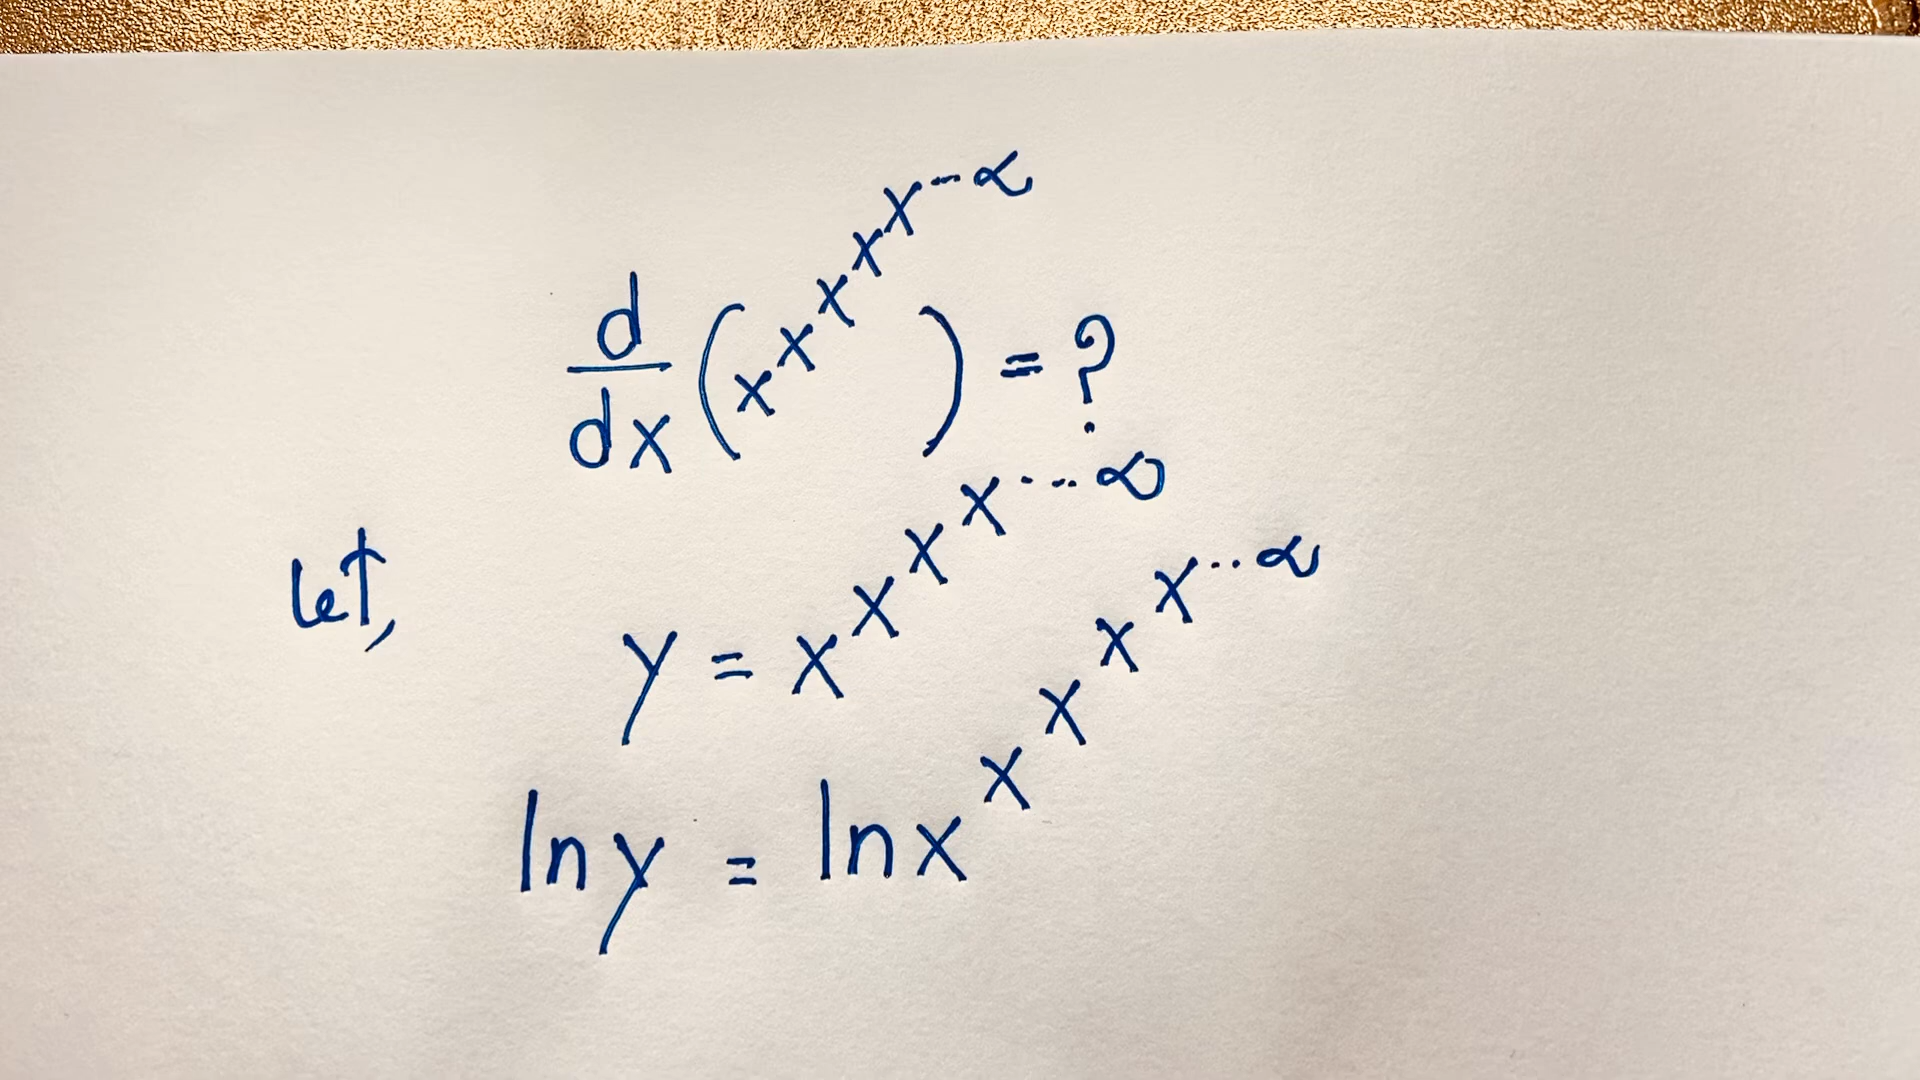 d/dx (x^x^x^x^x^--∝) = ?
Let,
y = x^x^x^x^....∞
ln y = ln x^x^x^x^x^...∝